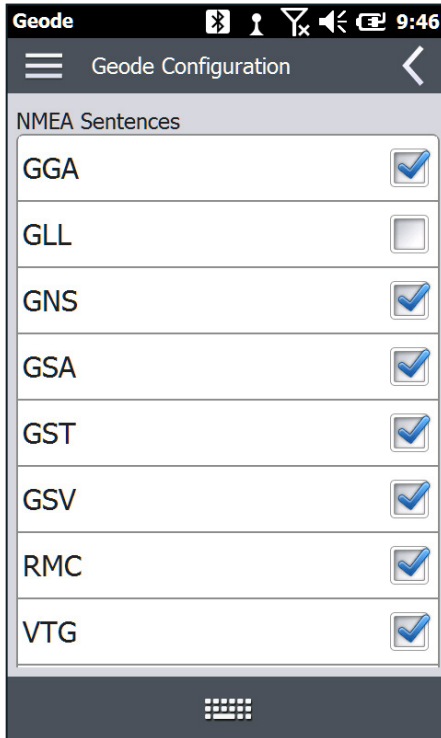 Geode 9:46
Geode Configuration
NMEA Sentences
GGA
GLL
GNS
GSA
GST
GSV
RMC
VTG